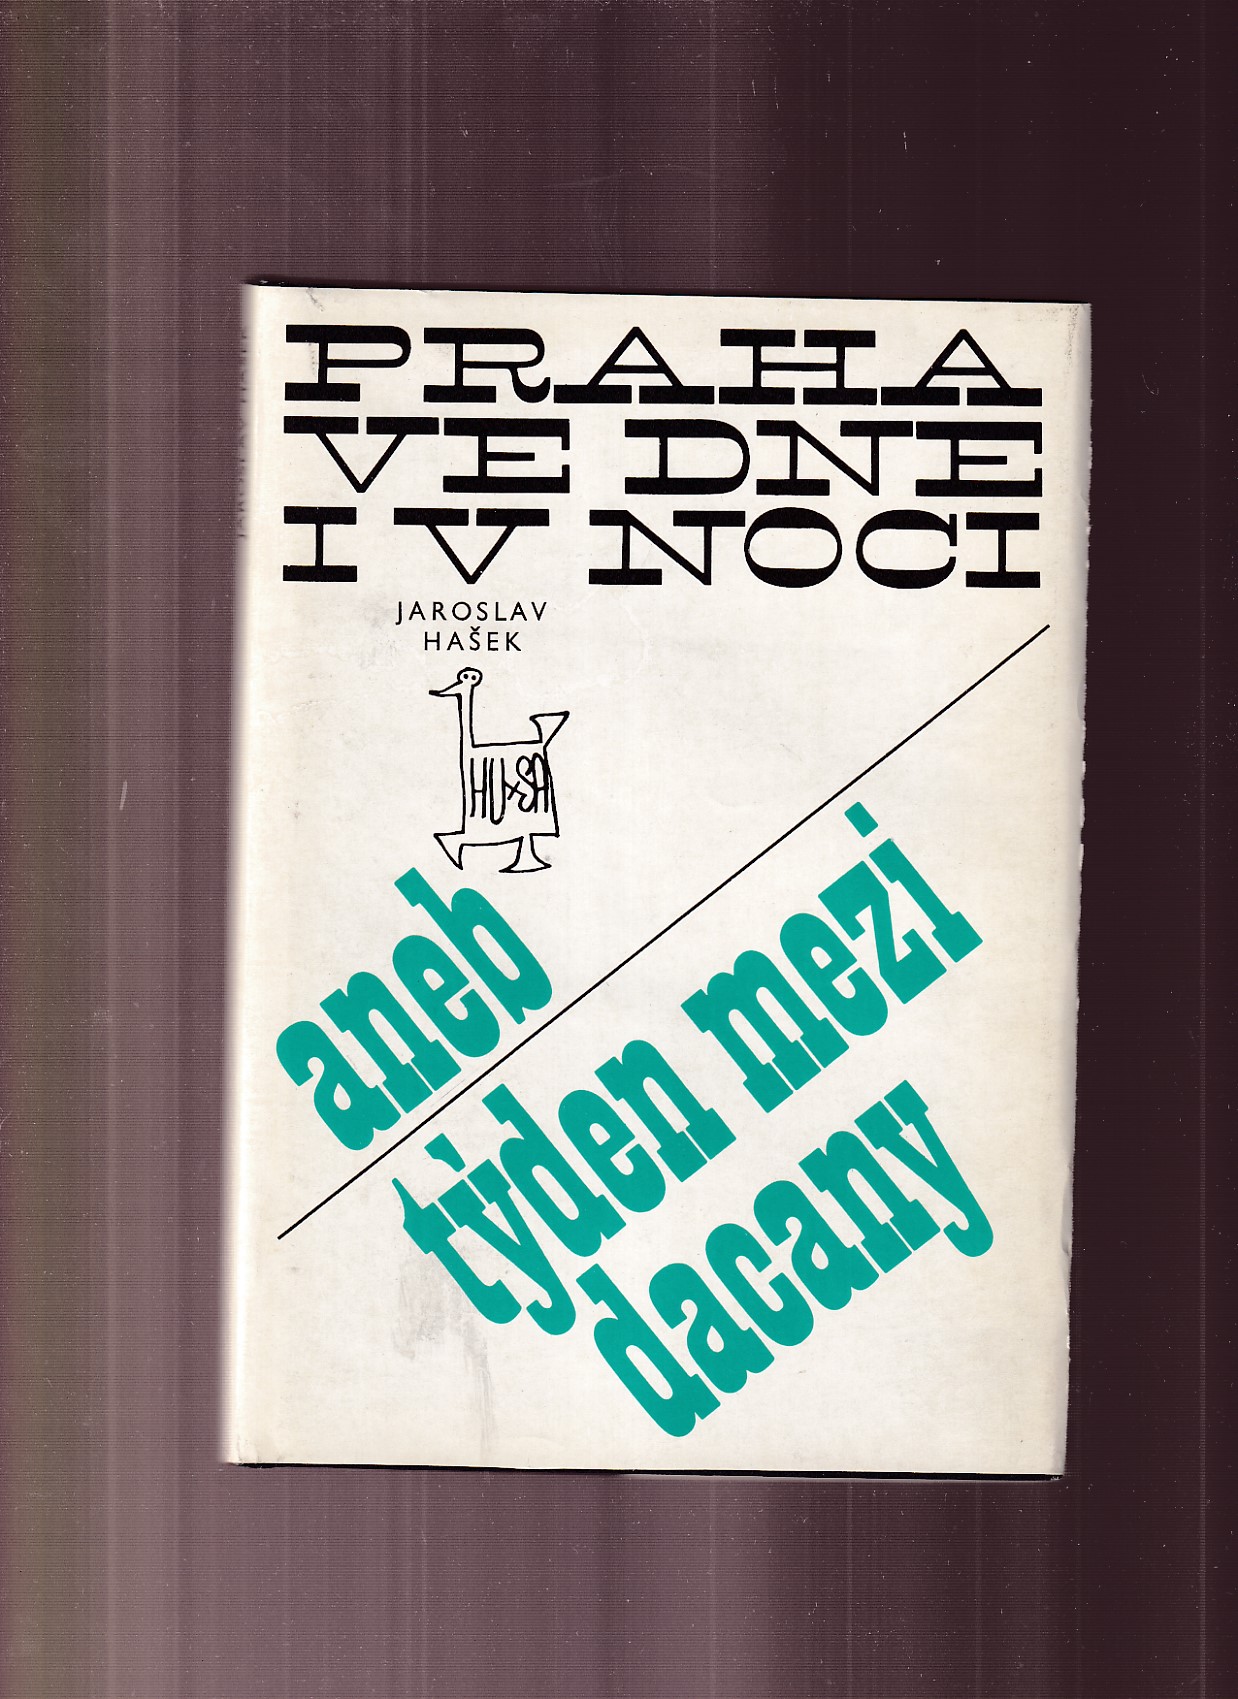 PRAHA
VE DNE
I V NOCI
JAROSLAV
HAŠEK
HU+SA
aneb
týden mezi
dacany